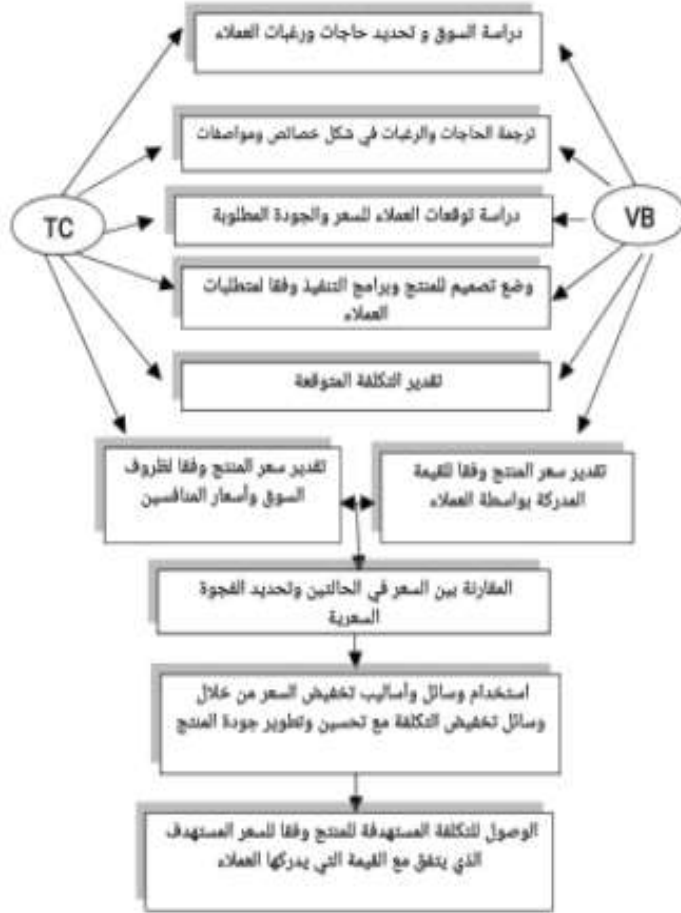 دراسة السوق و تحديد حاجات ورغبات العملاء
ترجمة الحاجات والرغبات في شكل خصائص ومواصفات
TC
دراسة توقعات العملاء للسعر والجودة المطلوبة
VB
وضع تصميم للمنتج وبرامج التنفيذ وفقا لمتطلبات
العملاء
تقدير التكلفة المتوقعة
تقدير سعر المنتج وفقا للقيمة
المدركة بواسطة العملاء
تقدير سعر المنتج وفقا لظروف
السوق وأسعار المنافسين
المقارنة بين السعر في الحالتين وتحديد الفجوة
السعرية
استخدام وسائل وأساليب تخفيض السعر من خلال
وسائل تخفيض التكلفة مع تحسين وتطوير جودة المنتج
الوصول للتكلفة المستهدفة للمنتج وفقا للسعر المستهدف
الذي يتفق مع القيمة التي يدركها العملاء